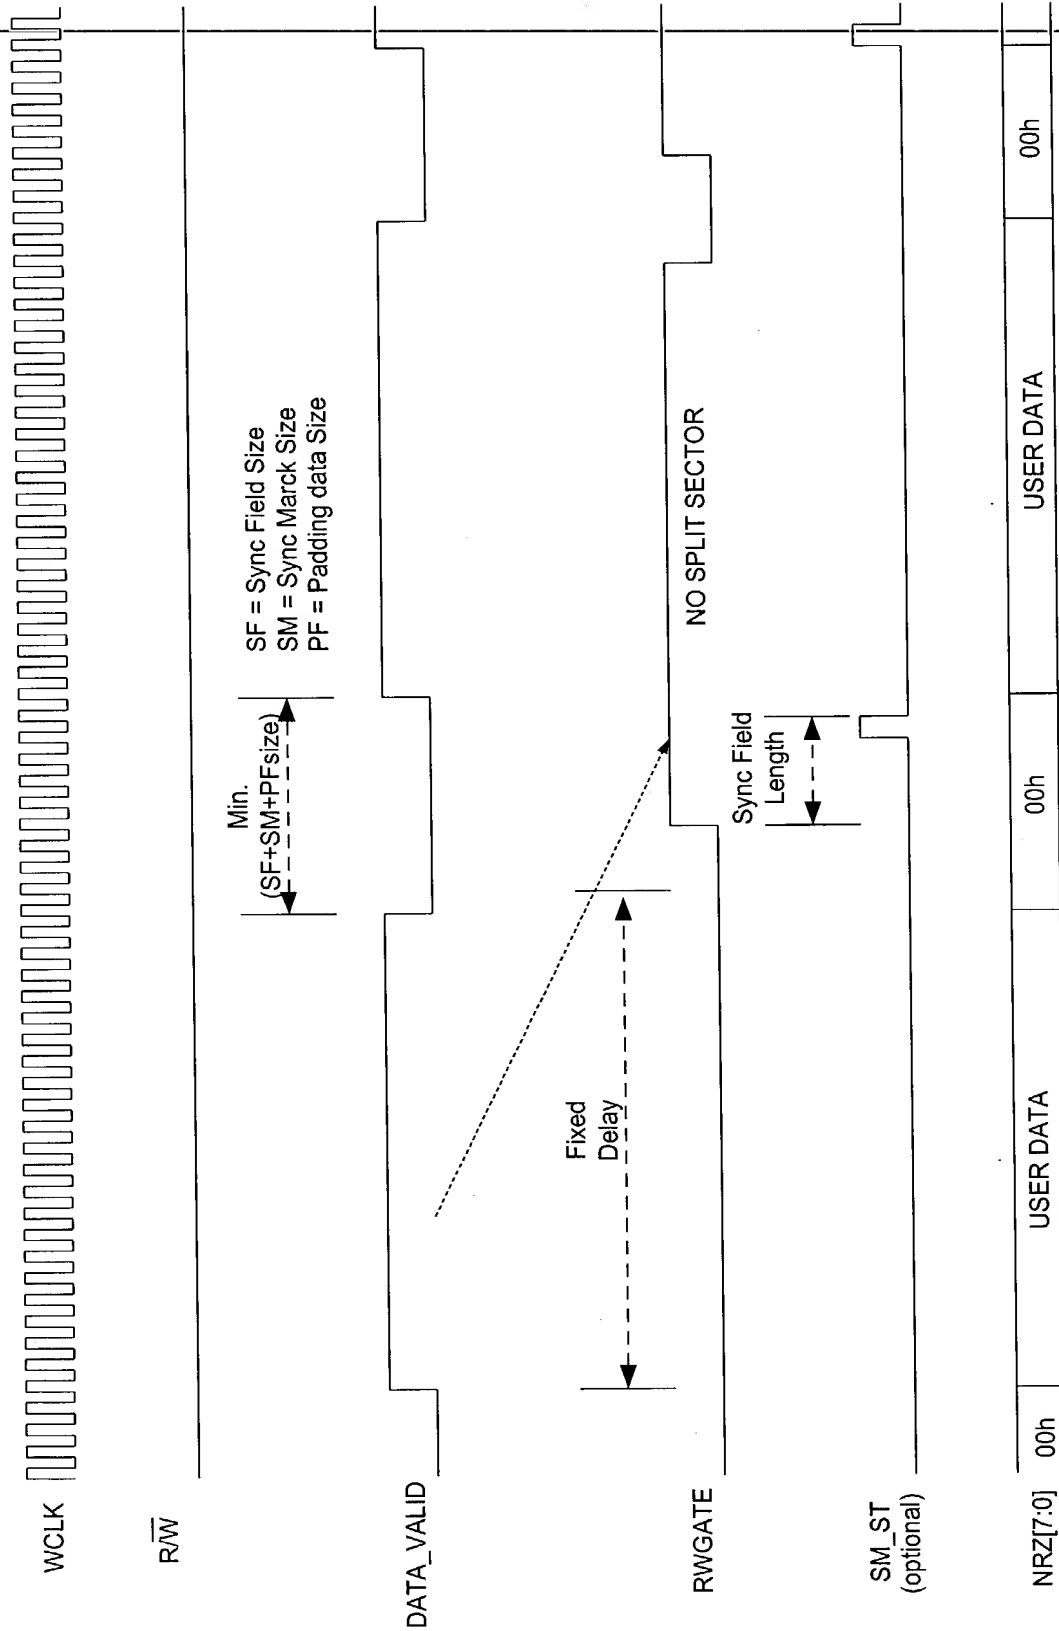 WCLK
R/W
SF = Sync Field Size
SM = Sync Marck Size
PF = Padding data Size
Min.
(SF+SM+PFsize)
DATA_VALID
Fixed
Delay
RWGATE
NO SPLIT SECTOR
Sync Field
Length
SM_ST
(optional)
NRZ[7:0]
00h
USER DATA
00h
USER DATA
00h